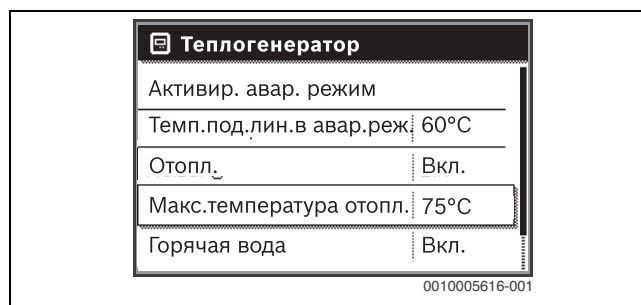 Теплогенератор
Активир. авар. режим
Темп.под.лин.в авар.реж. 60°C
Отопл. Вкл.
Макс.температура отопл. 75°C
Горячая вода Вкл.
0010005616-001